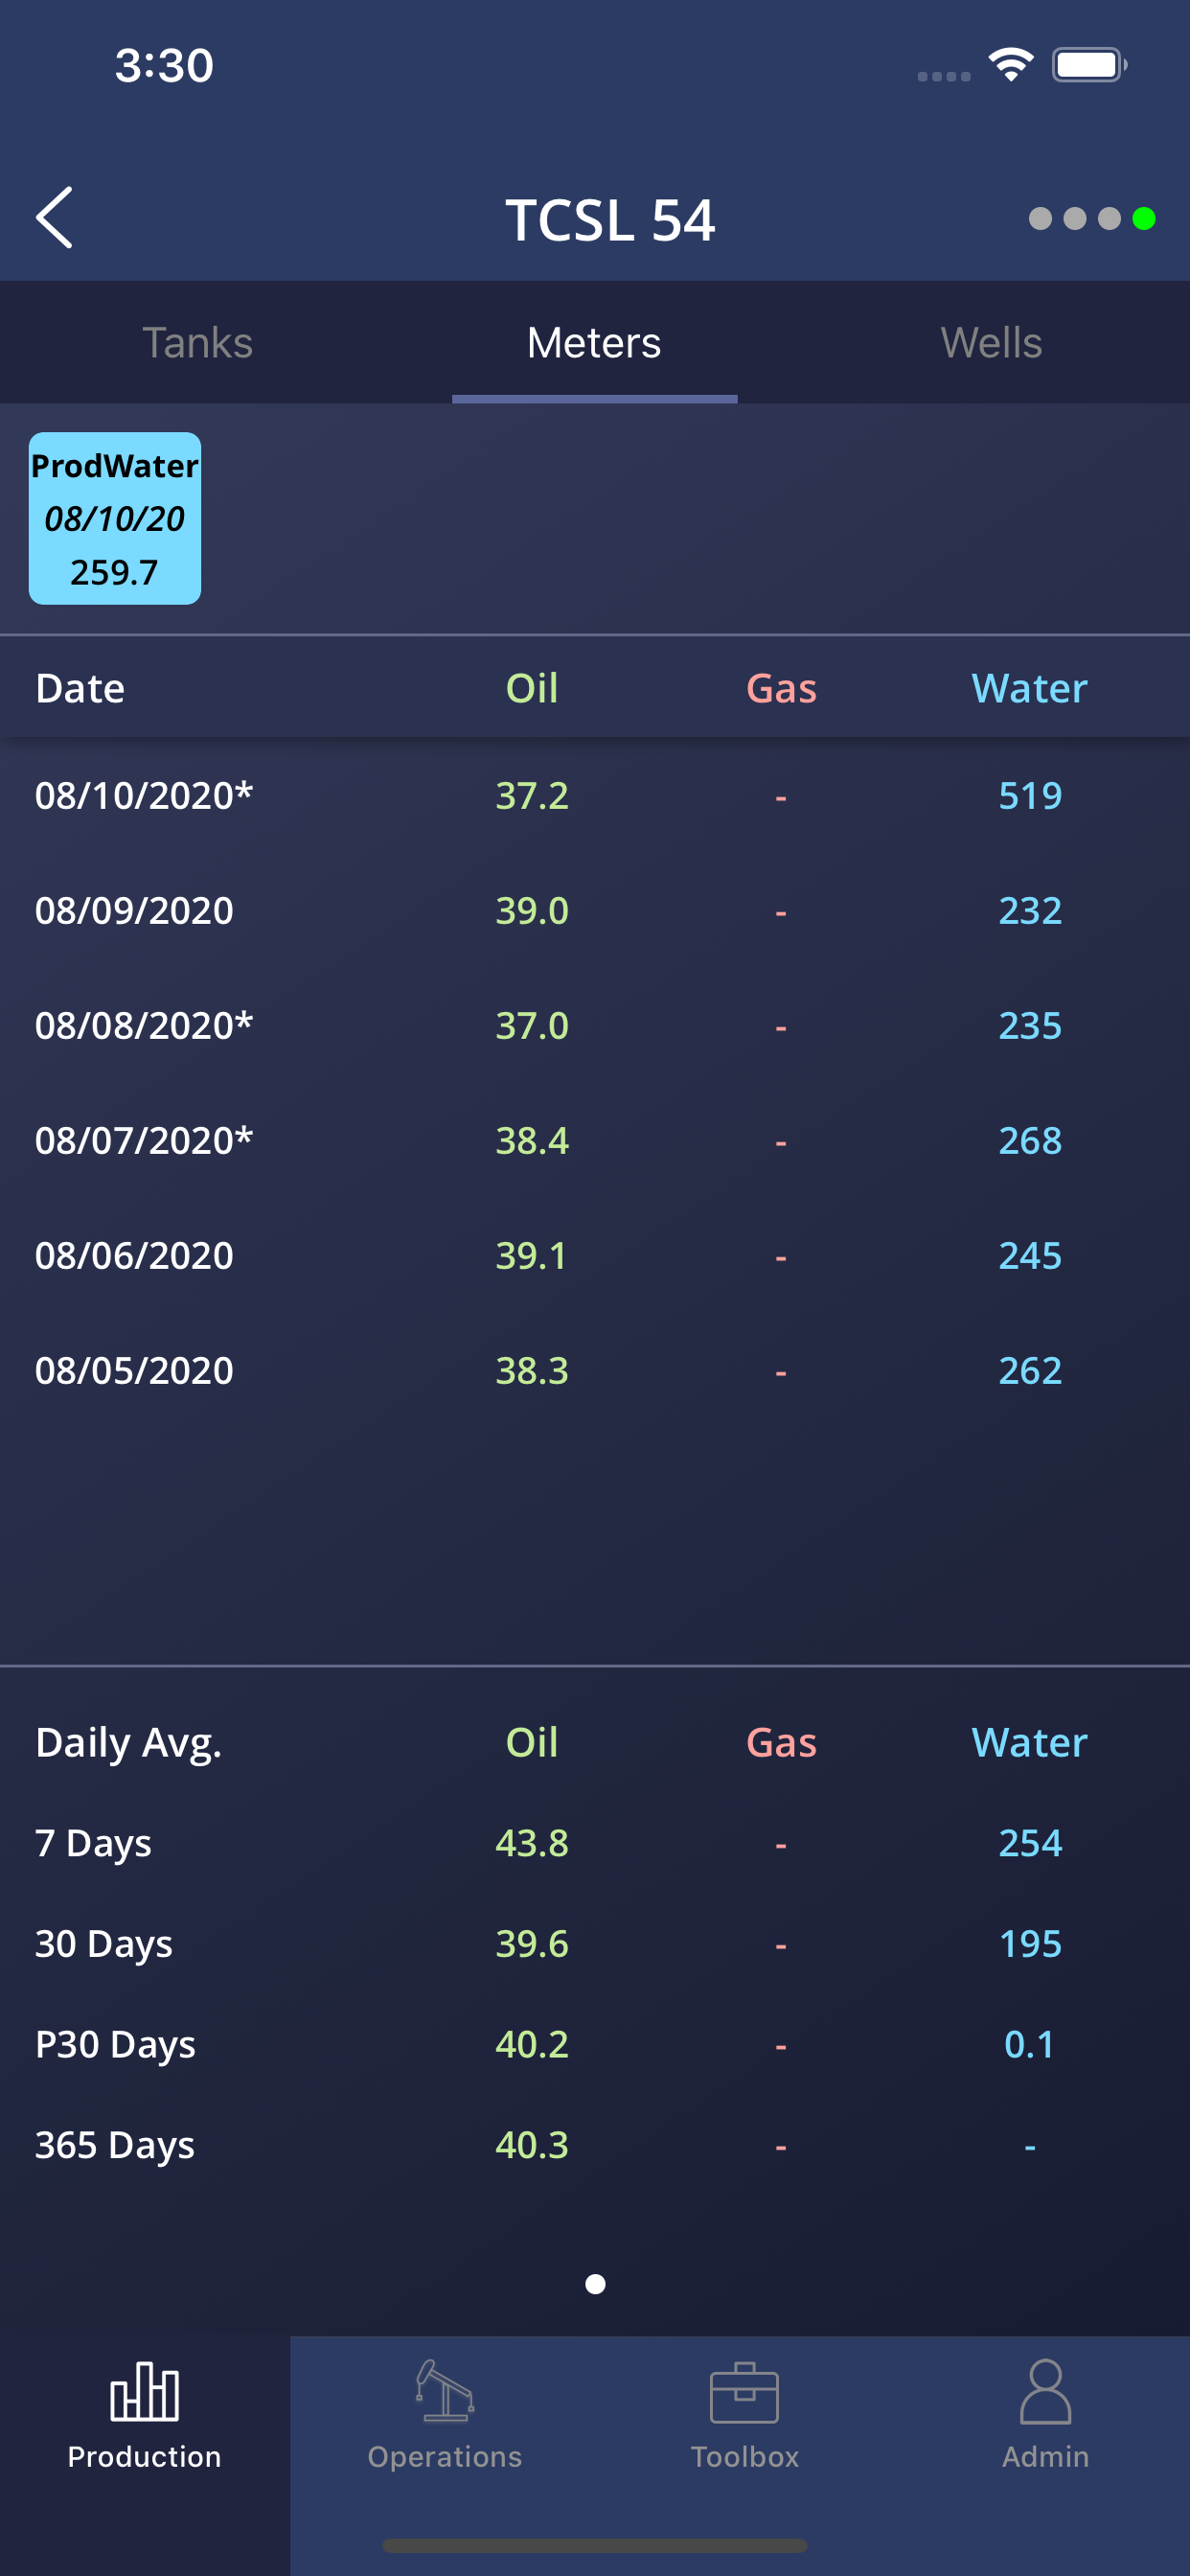 3:30
TCSL 54
Tanks Meters Wells
ProdWater
08/10/20
259.7
Date Oil Gas Water
08/10/2020* 37.2 - 519
08/09/2020 39.0 - 232
08/08/2020* 37.0 - 235
08/07/2020* 38.4 - 268
08/06/2020 39.1 - 245
08/05/2020 38.3 - 262
Daily Avg. Oil Gas Water
7 Days 43.8 - 254
30 Days 39.6 - 195
P30 Days 40.2 - 0.1
365 Days 40.3 - -
Production Operations Toolbox Admin